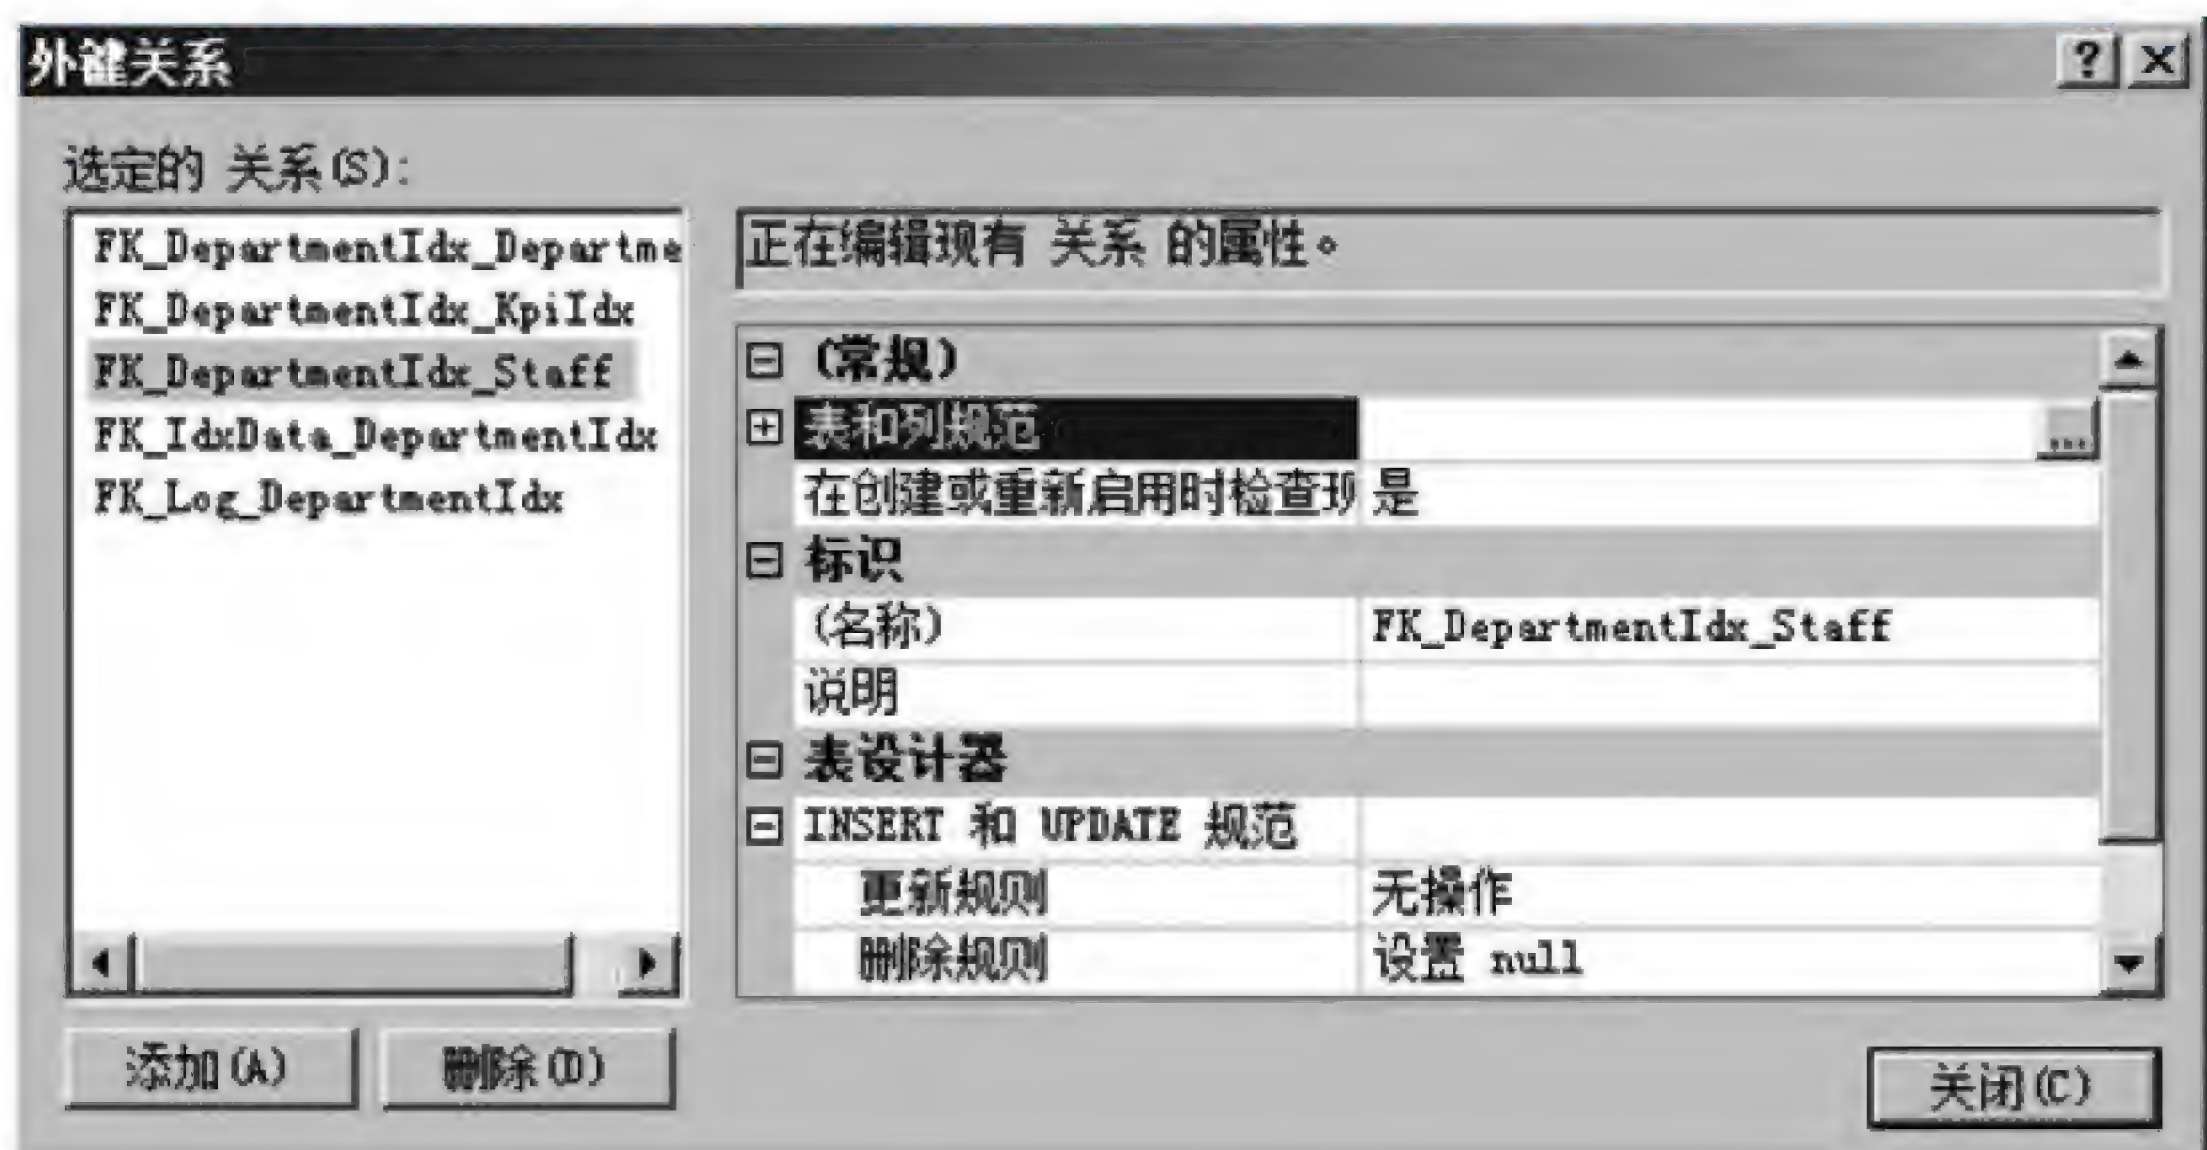 外键关系
选定的 关系(S):
FK_DepartmentIdx_Departme
FK_DepartmentIdx_KpiIdx
FK_DepartmentIdx_Staff
FK_IdxData_DepartmentIdx
FK_Log_DepartmentIdx
添加(A)
删除(D)
正在编辑现有 关系 的属性。
(常规)
表和列规范
...
在创建或重新启用时检查现 是
标识
(名称) FK_DepartmentIdx_Staff
说明
表设计器
INSERT 和 UPDATE 规范
更新规则 无操作
删除规则 设置 null
关闭(C)